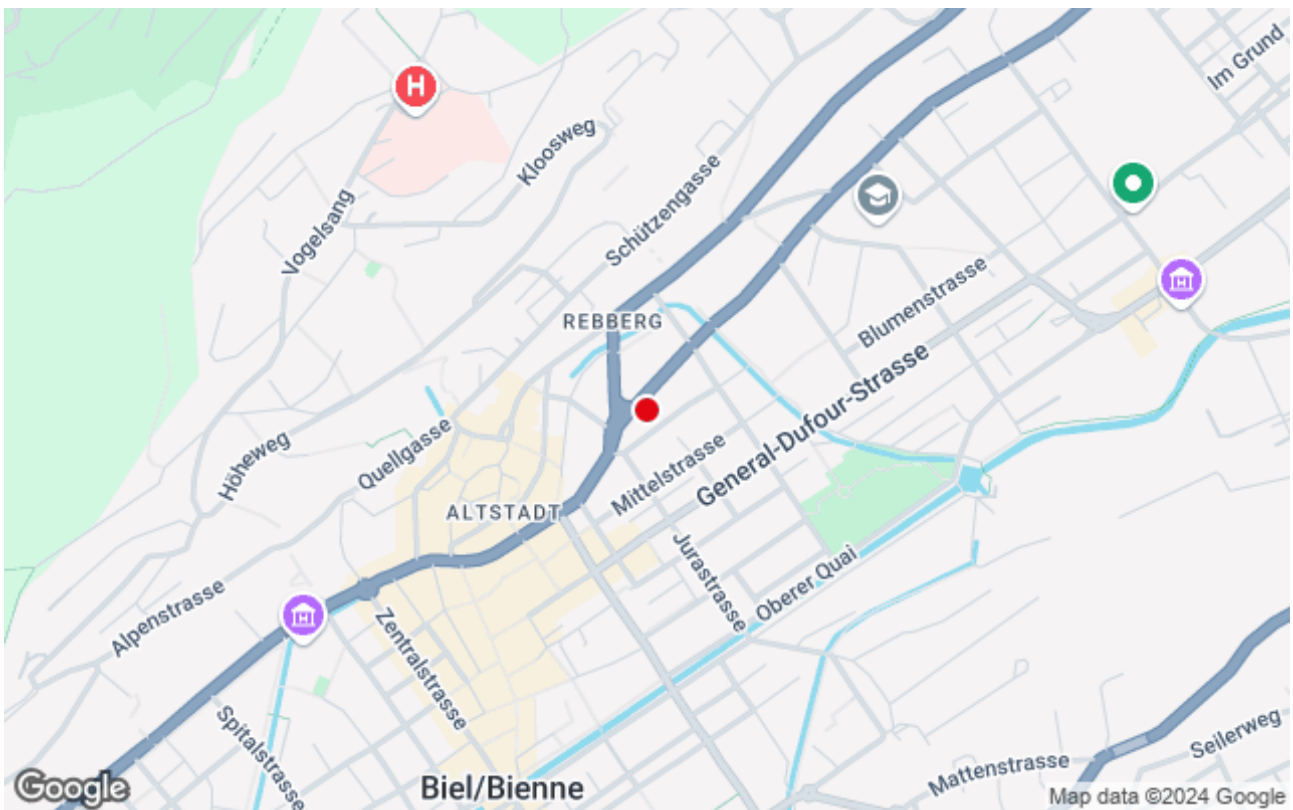 Im Grund
H
Kloosweg
Schützengasse
Vogelsang
Blumenstrasse
REBBERG
General-Dufour-Strasse
Quellgasse
Höheweg
Mittelstrasse
ALTSTADT
Jurastrasse
Oberer Quai
Alpenstrasse
Zentralstrasse
Spitalstrasse
Seilerweg
Mattenstrasse
Biel/Bienne
Google
Map data ©2024 Google